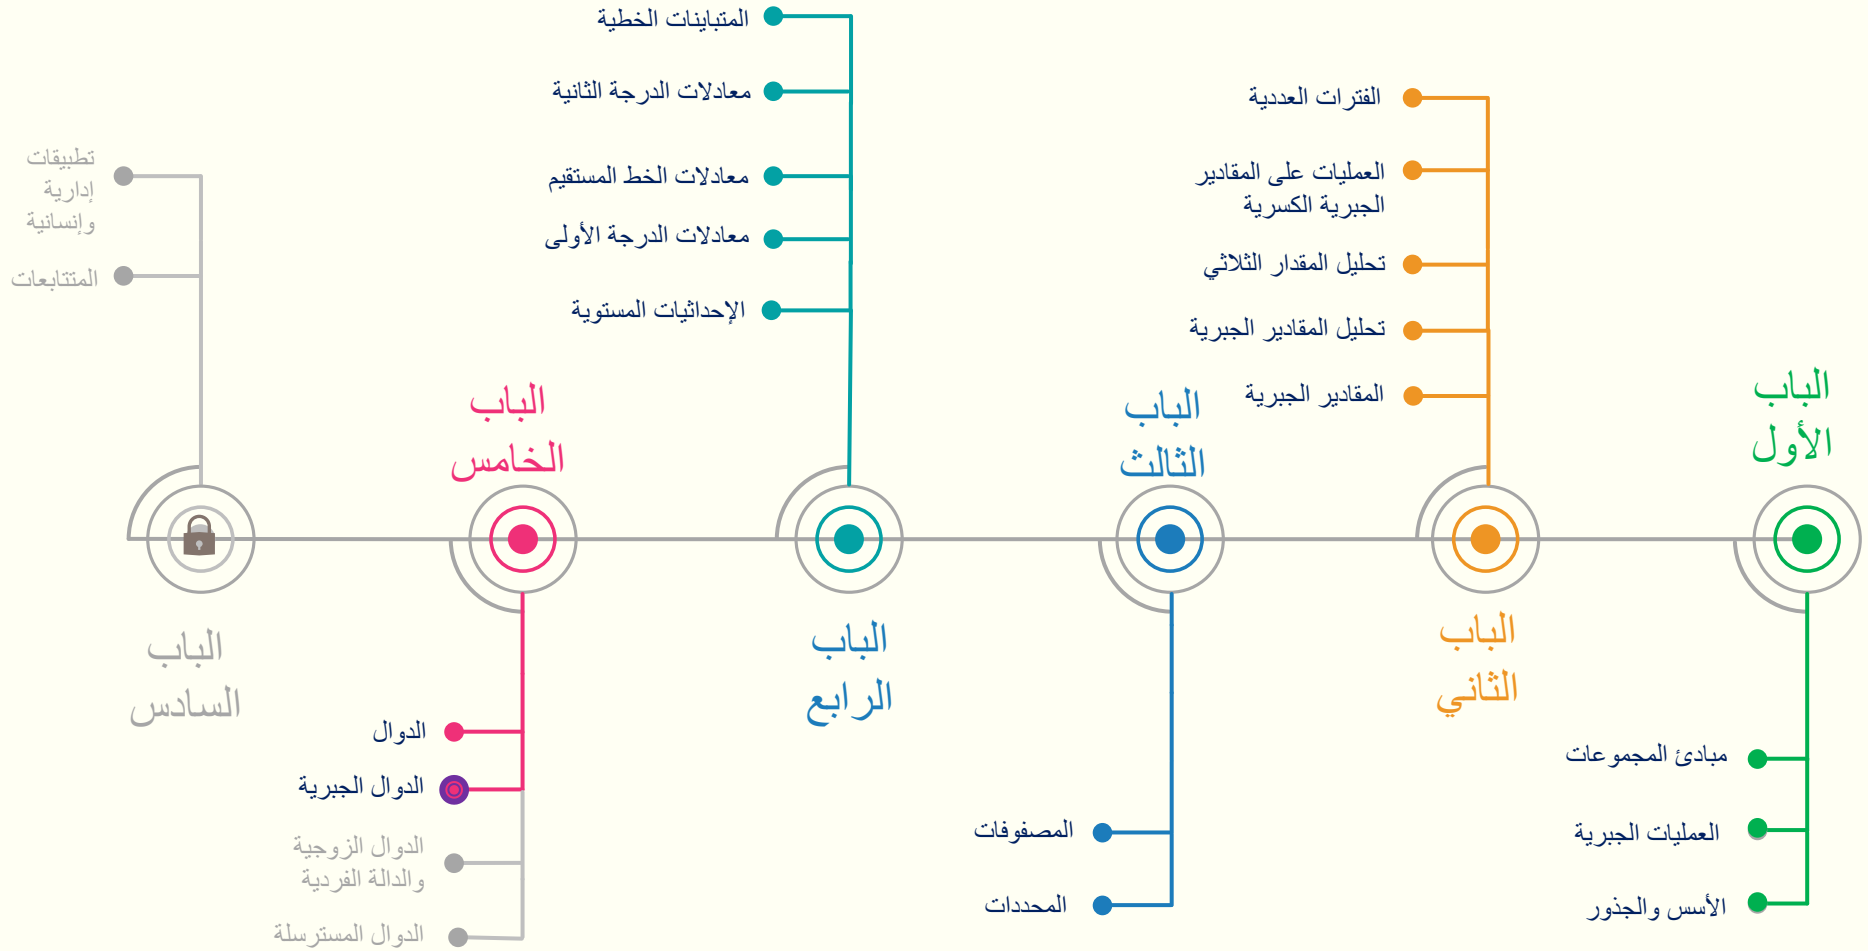 الباب
الأول
مبادئ المجموعات
العمليات الجبرية
الأسس والجذور
الفترات العددية
العمليات على المقادير
الجبرية الكسرية
تحليل المقدار الثلاثي
تحليل المقادير الجبرية
المقادير الجبرية
الباب
الثاني
الباب
الثالث
المصفوفات
المحددات
المتباينات الخطية
معادلات الدرجة الثانية
معادلات الخط المستقيم
معادلات الدرجة الأولى
الإحداثيات المستوية
الباب
الرابع
الباب
الخامس
الدوال
الدوال الجبرية
الدوال الزوجية
والدالة الفردية
الدوال المسترسلة
تطبيقات
إدارية
وإنسانية
المتتابعات
الباب
السادس